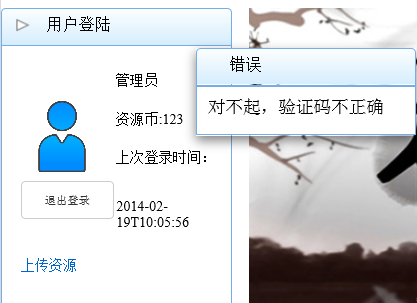 用户登陆
错误
对不起，验证码不正确
管理员
资源币:123
上次登录时间：
退出登录
2014-02-
19T10:05:56
上传资源